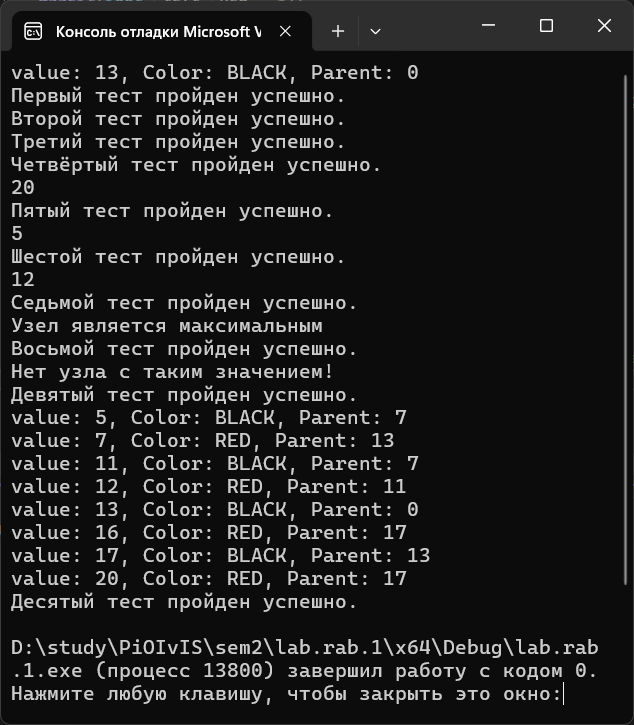 Консоль отладки Microsoft V
value: 13, Color: BLACK, Parent: 0
Первый тест пройден успешно.
Второй тест пройден успешно.
Третий тест пройден успешно.
Четвёртый тест пройден успешно.
20
Пятый тест пройден успешно.
5
Шестой тест пройден успешно.
12
Седьмой тест пройден успешно.
Узел является максимальным
Восьмой тест пройден успешно.
Нет узла с таким значением!
Девятый тест пройден успешно.
value: 5, Color: BLACK, Parent: 7
value: 7, Color: RED, Parent: 13
value: 11, Color: BLACK, Parent: 7
value: 12, Color: RED, Parent: 11
value: 13, Color: BLACK, Parent: 0
value: 16, Color: RED, Parent: 17
value: 17, Color: BLACK, Parent: 13
value: 20, Color: RED, Parent: 17
Десятый тест пройден успешно.
D:\study\PiOIvIS\sem2\lab.rab.1\x64\Debug\lab.rab
.1.exe (процесс 13800) завершил работу с кодом 0.
Нажмите любую клавишу, чтобы закрыть это окно: